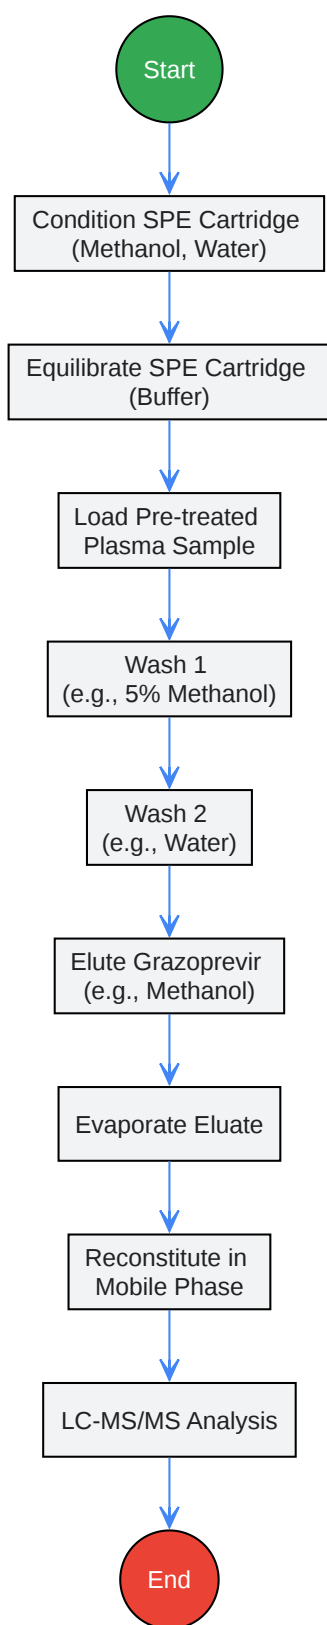 Start
Condition SPE Cartridge
(Methanol, Water)
Equilibrate SPE Cartridge
(Buffer)
Load Pre-treated
Plasma Sample
Wash 1
(e.g., 5% Methanol)
Wash 2
(e.g., Water)
Elute Grazoprevir
(e.g., Methanol)
Evaporate Eluate
Reconstitute in
Mobile Phase
LC-MS/MS Analysis
End